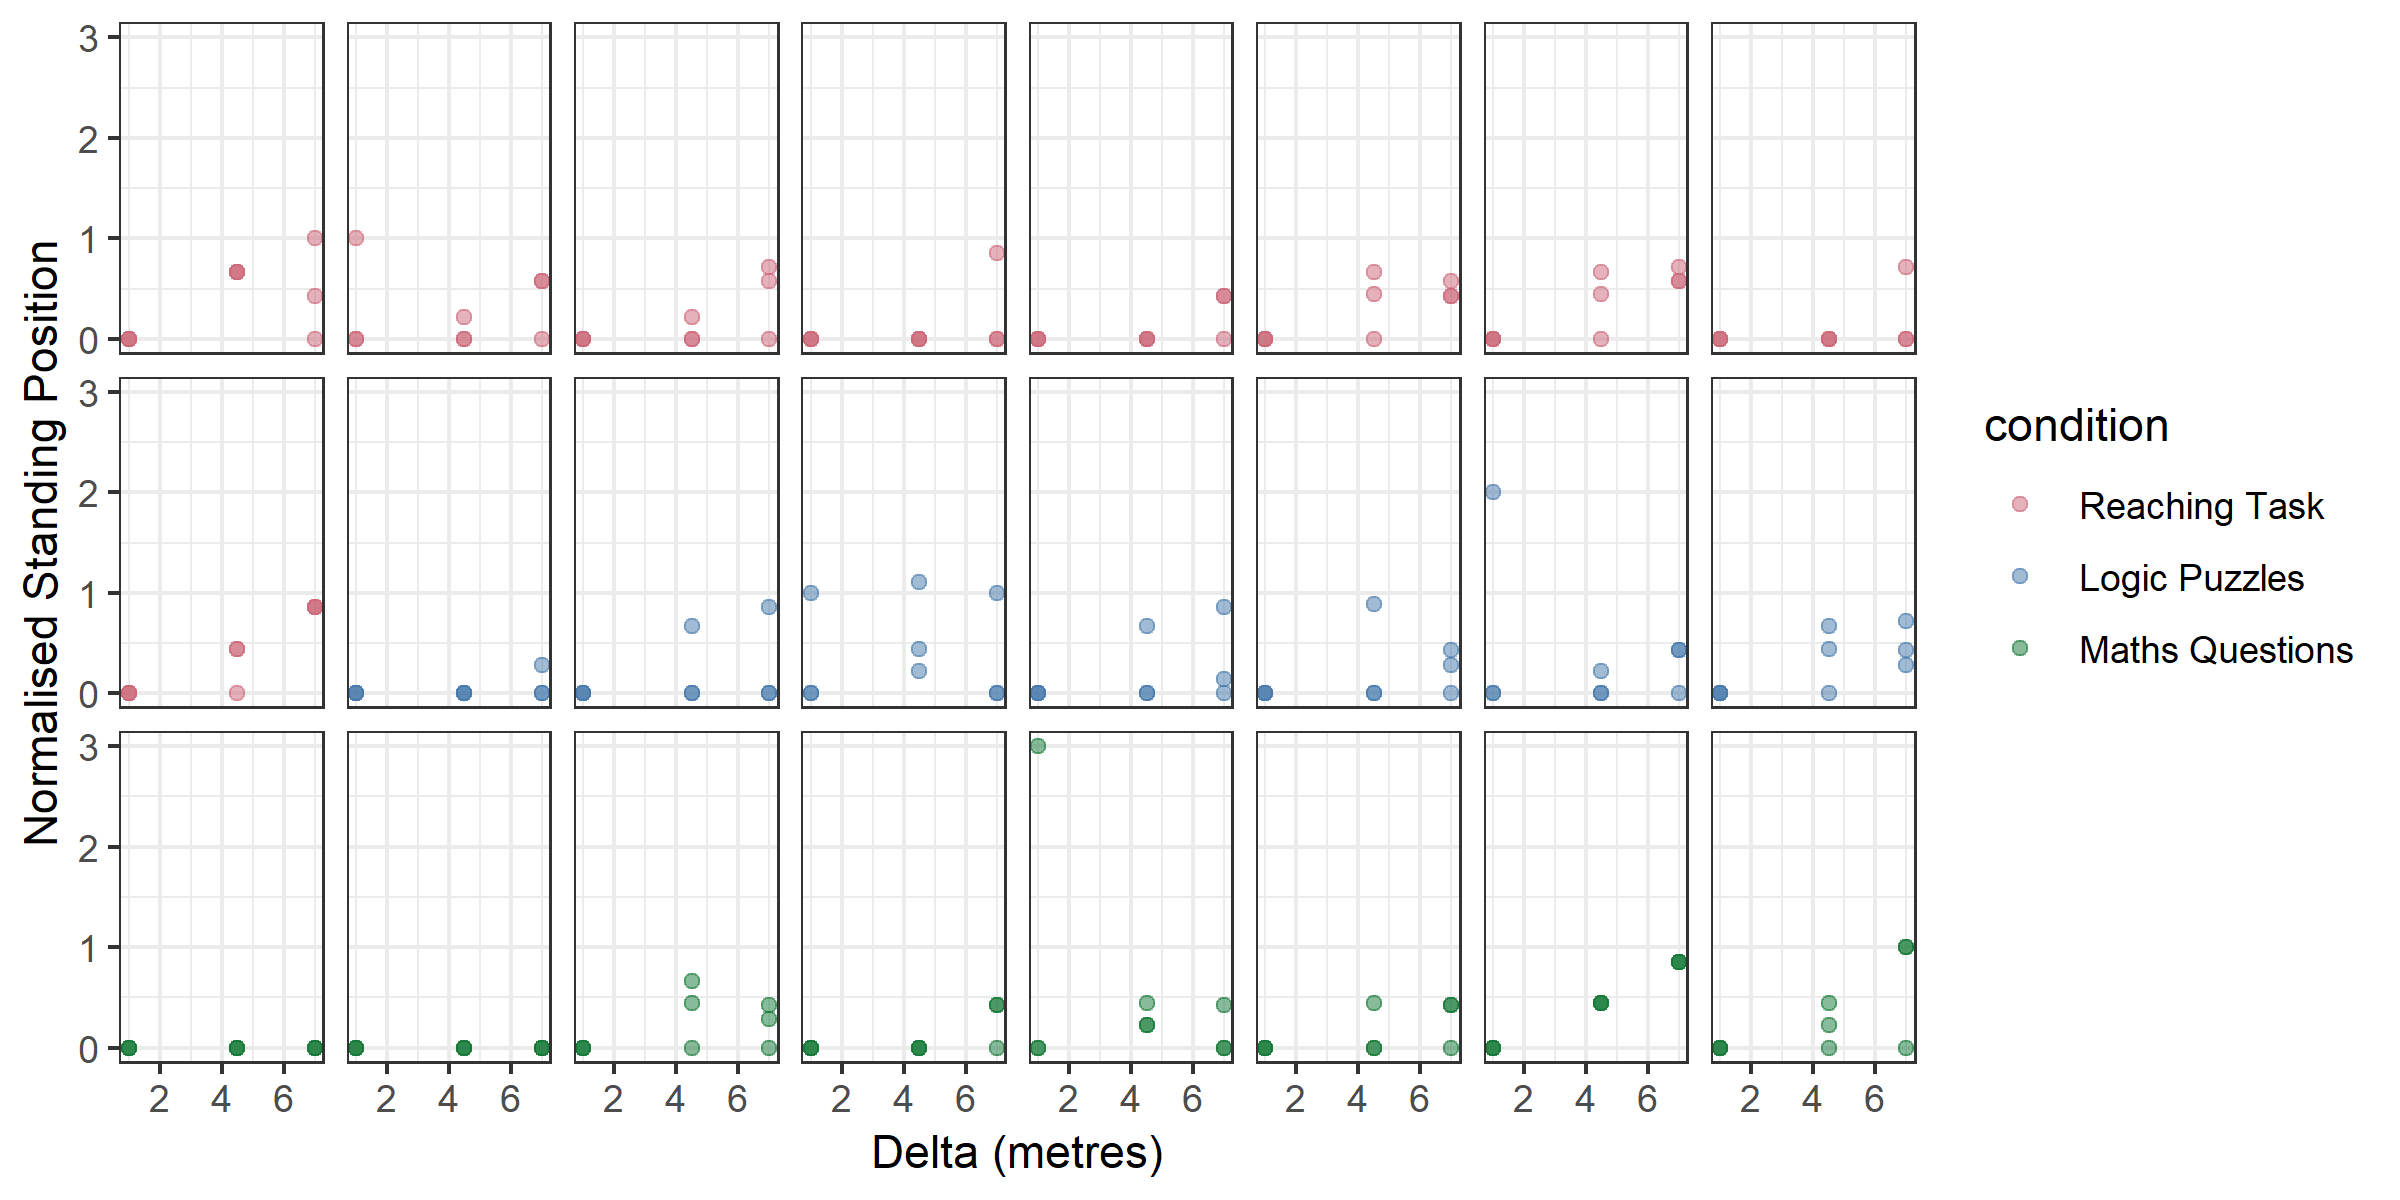 Normalised Standing Position
3
2
1
0
3
2
1
0
3
2
1
0
2 4 6 2 4 6 2 4 6 2 4 6 2 4 6 2 4 6 2 4 6 2 4 6
Delta (metres)
condition
Reaching Task
Logic Puzzles
Maths Questions